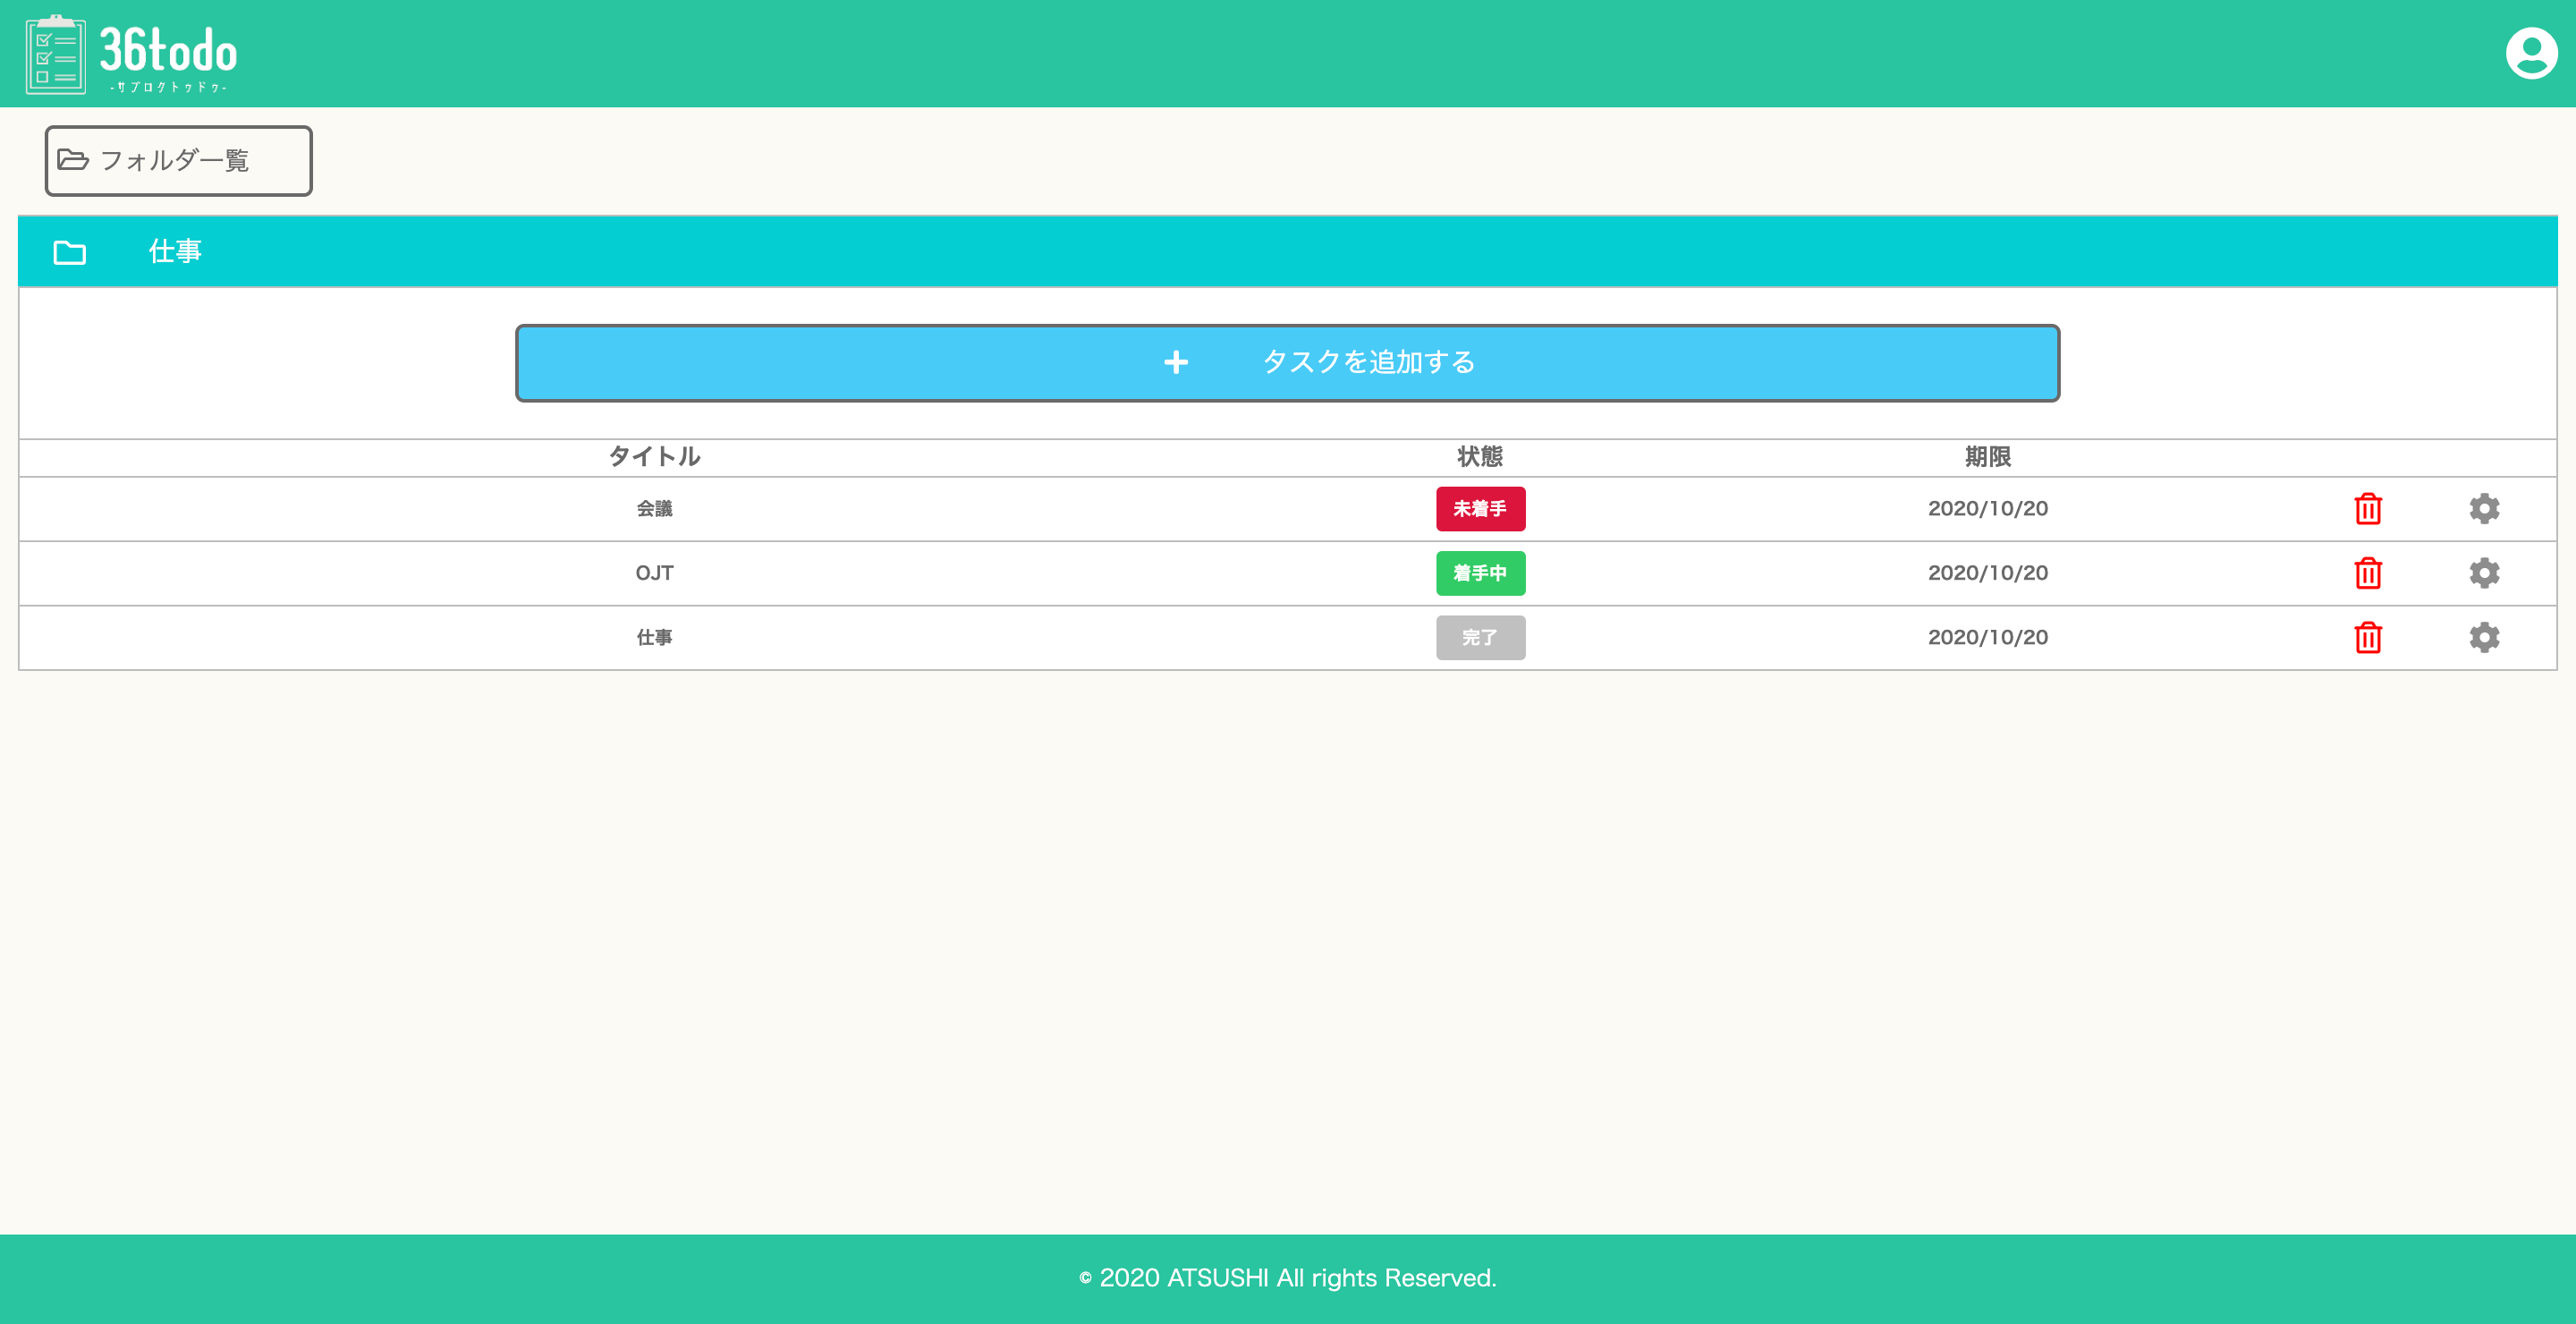 36todo
-サブロクトゥドゥ-
フォルダ一覧
仕事
タスクを追加する
タイトル 状態 期限
会議 未着手 2020/10/20
OJT 着手中 2020/10/20
仕事 完了 2020/10/20
© 2020 ATSUSHI All rights Reserved.